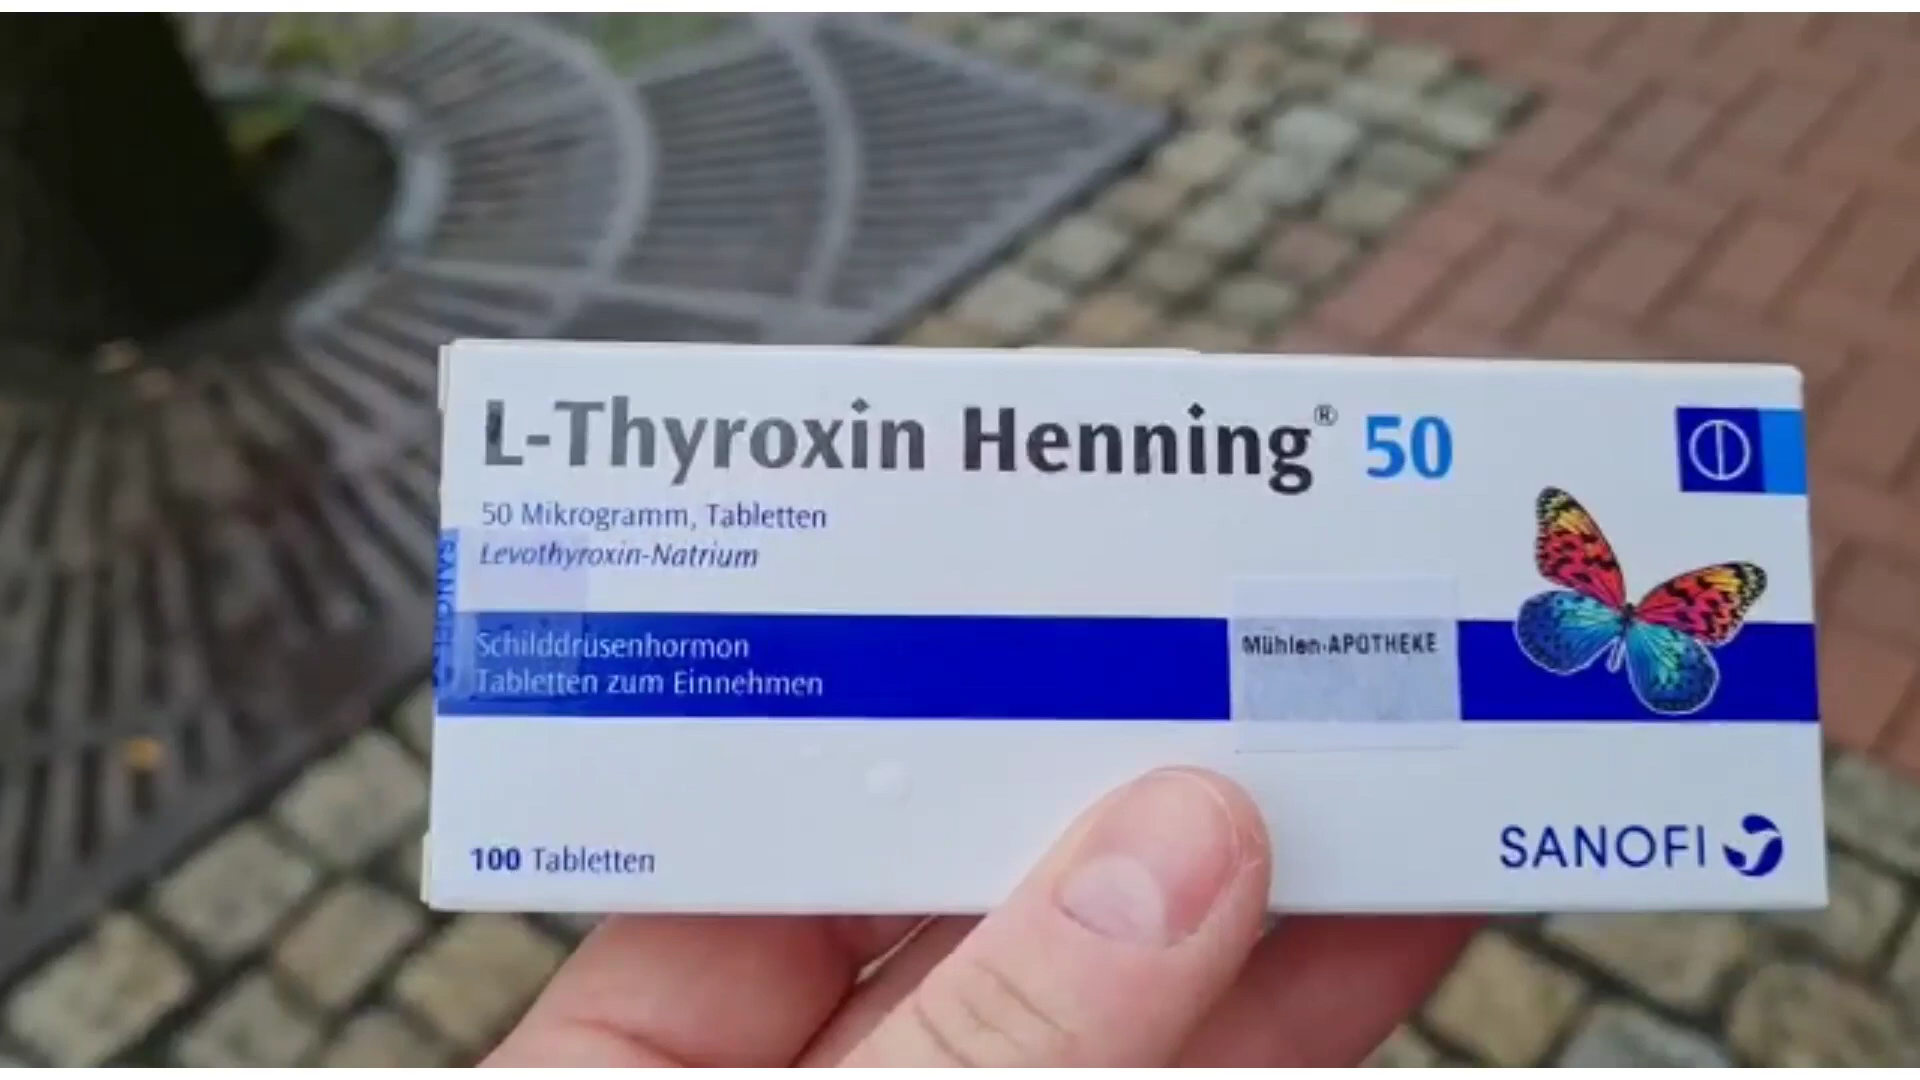 L-Thyroxin Henning® 50
50 Mikrogramm, Tabletten
Levothyroxin-Natrium
Schilddrüsenhormon
Tabletten zum Einnehmen
Mühlen-APOTHEKE
100 Tabletten
SANOFI